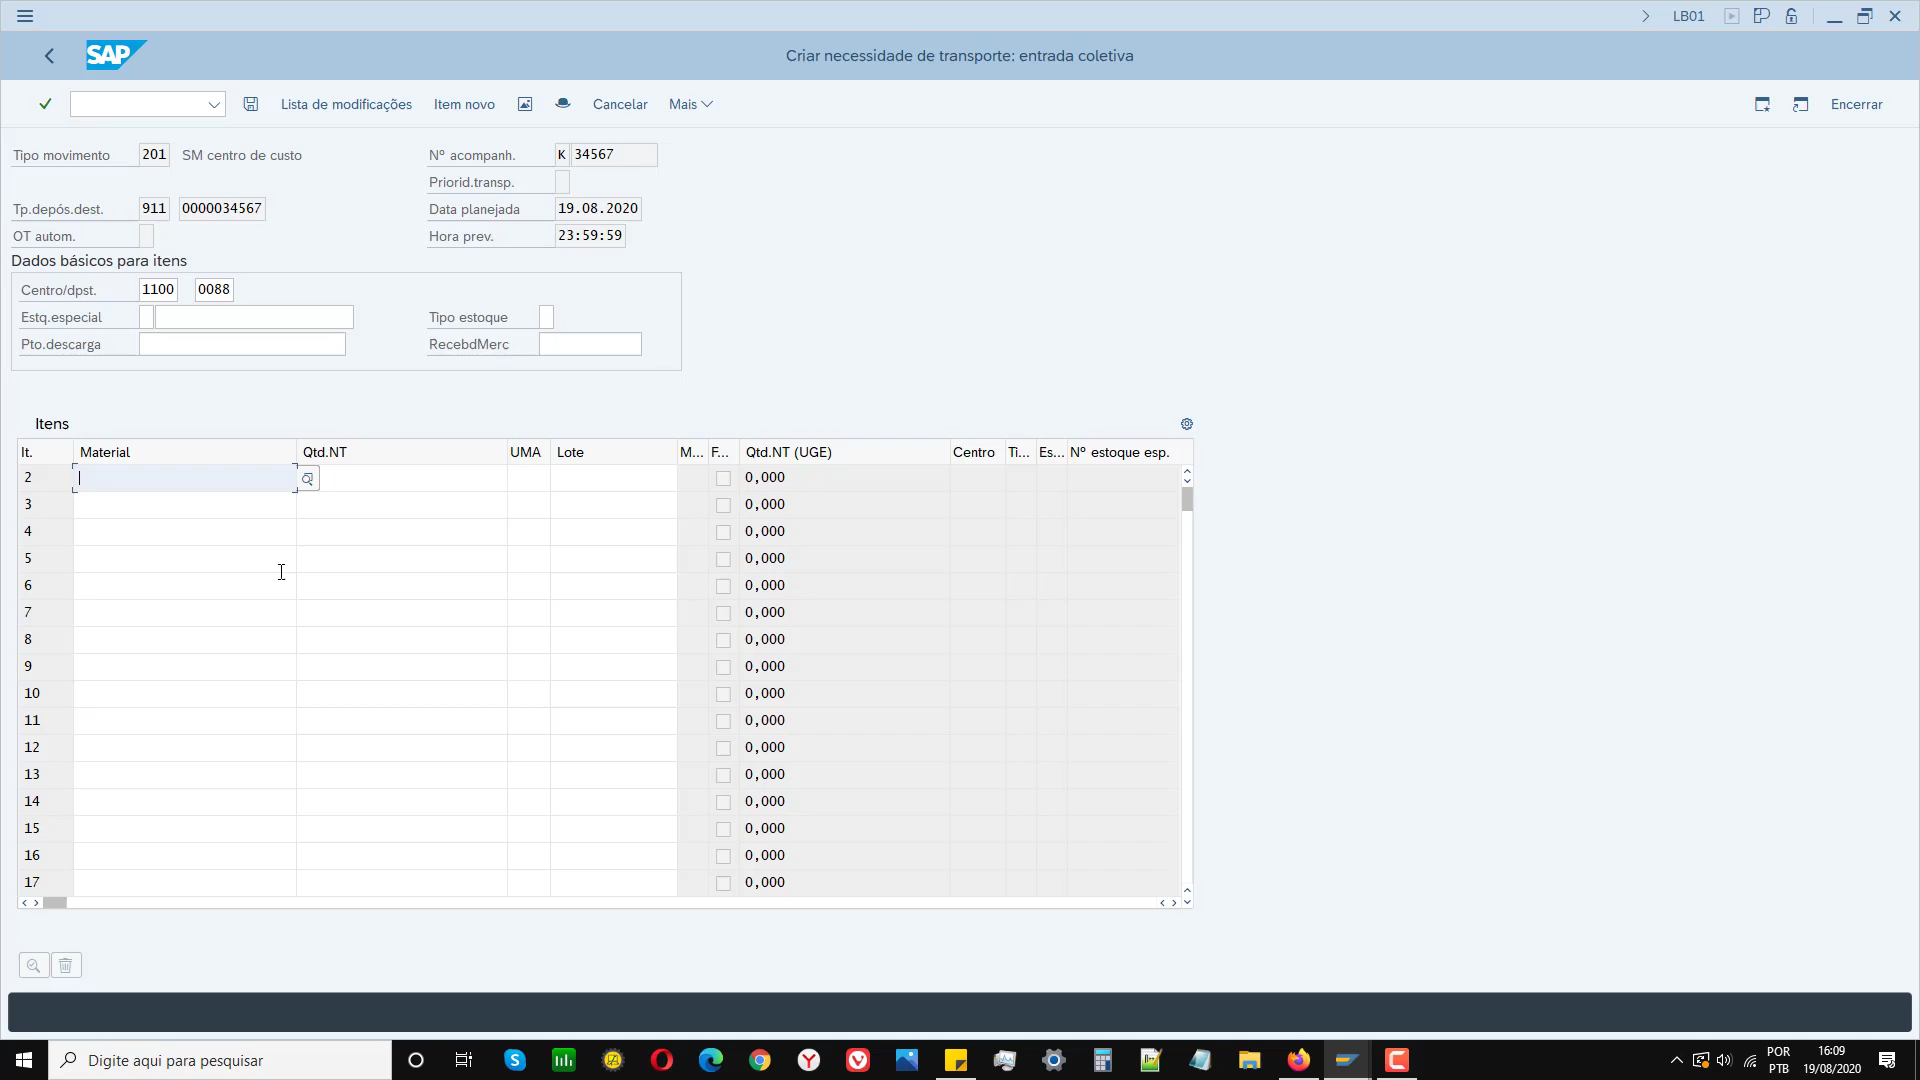 LB01
SAP Criar necessidade de transporte: entrada coletiva
Lista de modificações Item novo Cancelar Mais Encerrar
Tipo movimento 201 SM centro de custo Nº acompanh. K 34567
Priorid.transp.
Tp.depós.dest. 911 0000034567 Data planejada 19.08.2020
OT autom. Hora prev. 23:59:59
Dados básicos para itens
Centro/dpst. 1100 0088
Estq.especial Tipo estoque
Pto.descarga RecebdMerc
Itens
It. Material Qtd.NT UMA Lote M... F... Qtd.NT (UGE) Centro Ti... Es... Nº estoque esp.
2 0,000
3 0,000
4 0,000
5 0,000
6 0,000
7 0,000
8 0,000
9 0,000
10 0,000
11 0,000
12 0,000
13 0,000
14 0,000
15 0,000
16 0,000
17 0,000
Digite aqui para pesquisar
POR 16:09
PTB 19/08/2020